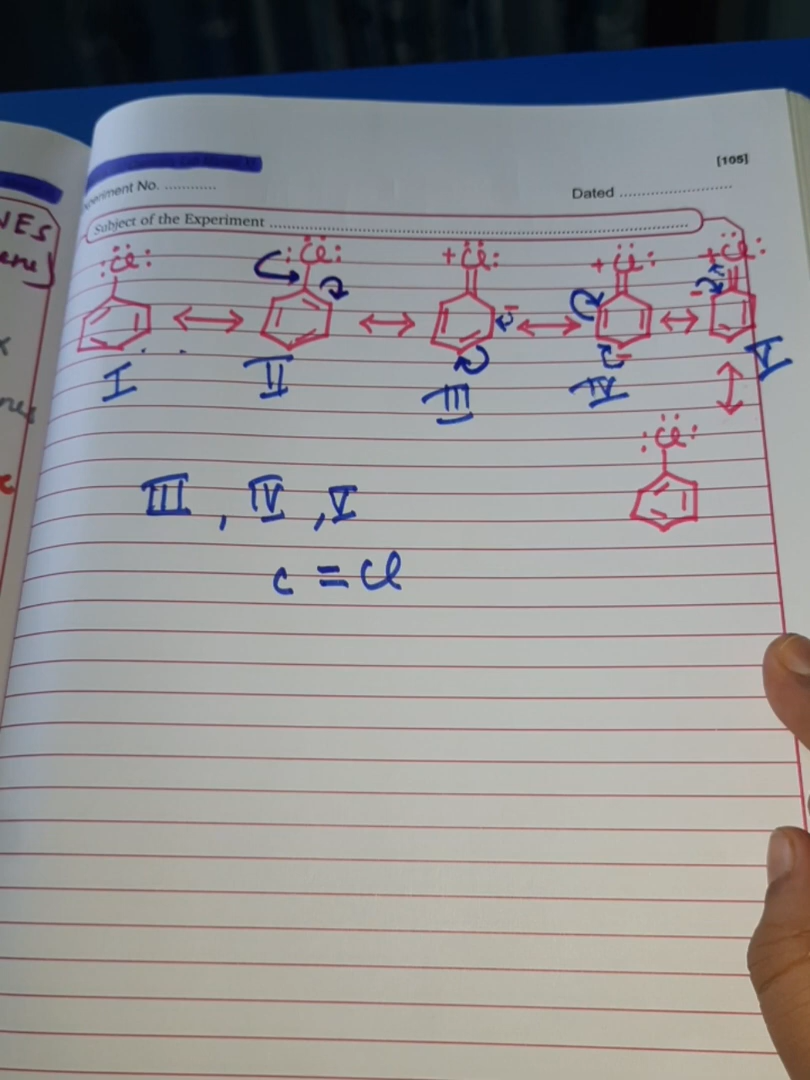 [105]
Experiment No. ............
Dated ..........................
Subject of the Experiment ..........................................................................
:Cl: :Cl: +Cl: +Cl: +Cl:
- - -
I II III IV V
:Cl:
III, IV, V
c = Cl